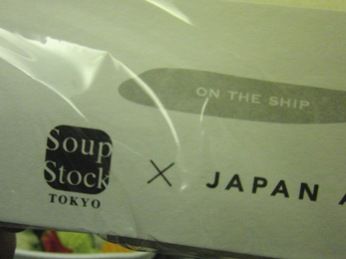 ON THE SHIP
Soup
Stock × JAPAN A
TOKYO